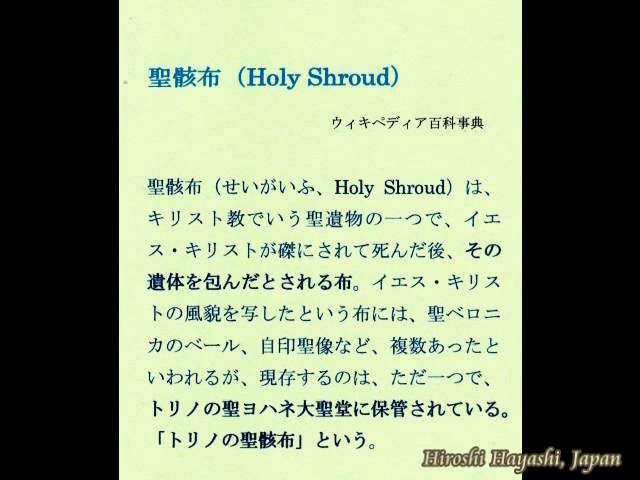 聖骸布（Holy Shroud）
ウィキペディア百科事典
聖骸布（せいがいふ、Holy Shroud）は、
キリスト教でいう聖遺物の一つで、イエ
ス・キリストが磔にされて死んだ後、その
遺体を包んだとされる布。イエス・キリス
トの風貌を写したという布には、聖ベロニ
カのベール、自印聖像など、複数あったと
いわれるが、現存するのは、ただ一つで、
トリノの聖ヨハネ大聖堂に保管されている。
「トリノの聖骸布」という。
Hiroshi Hayashi, Japan